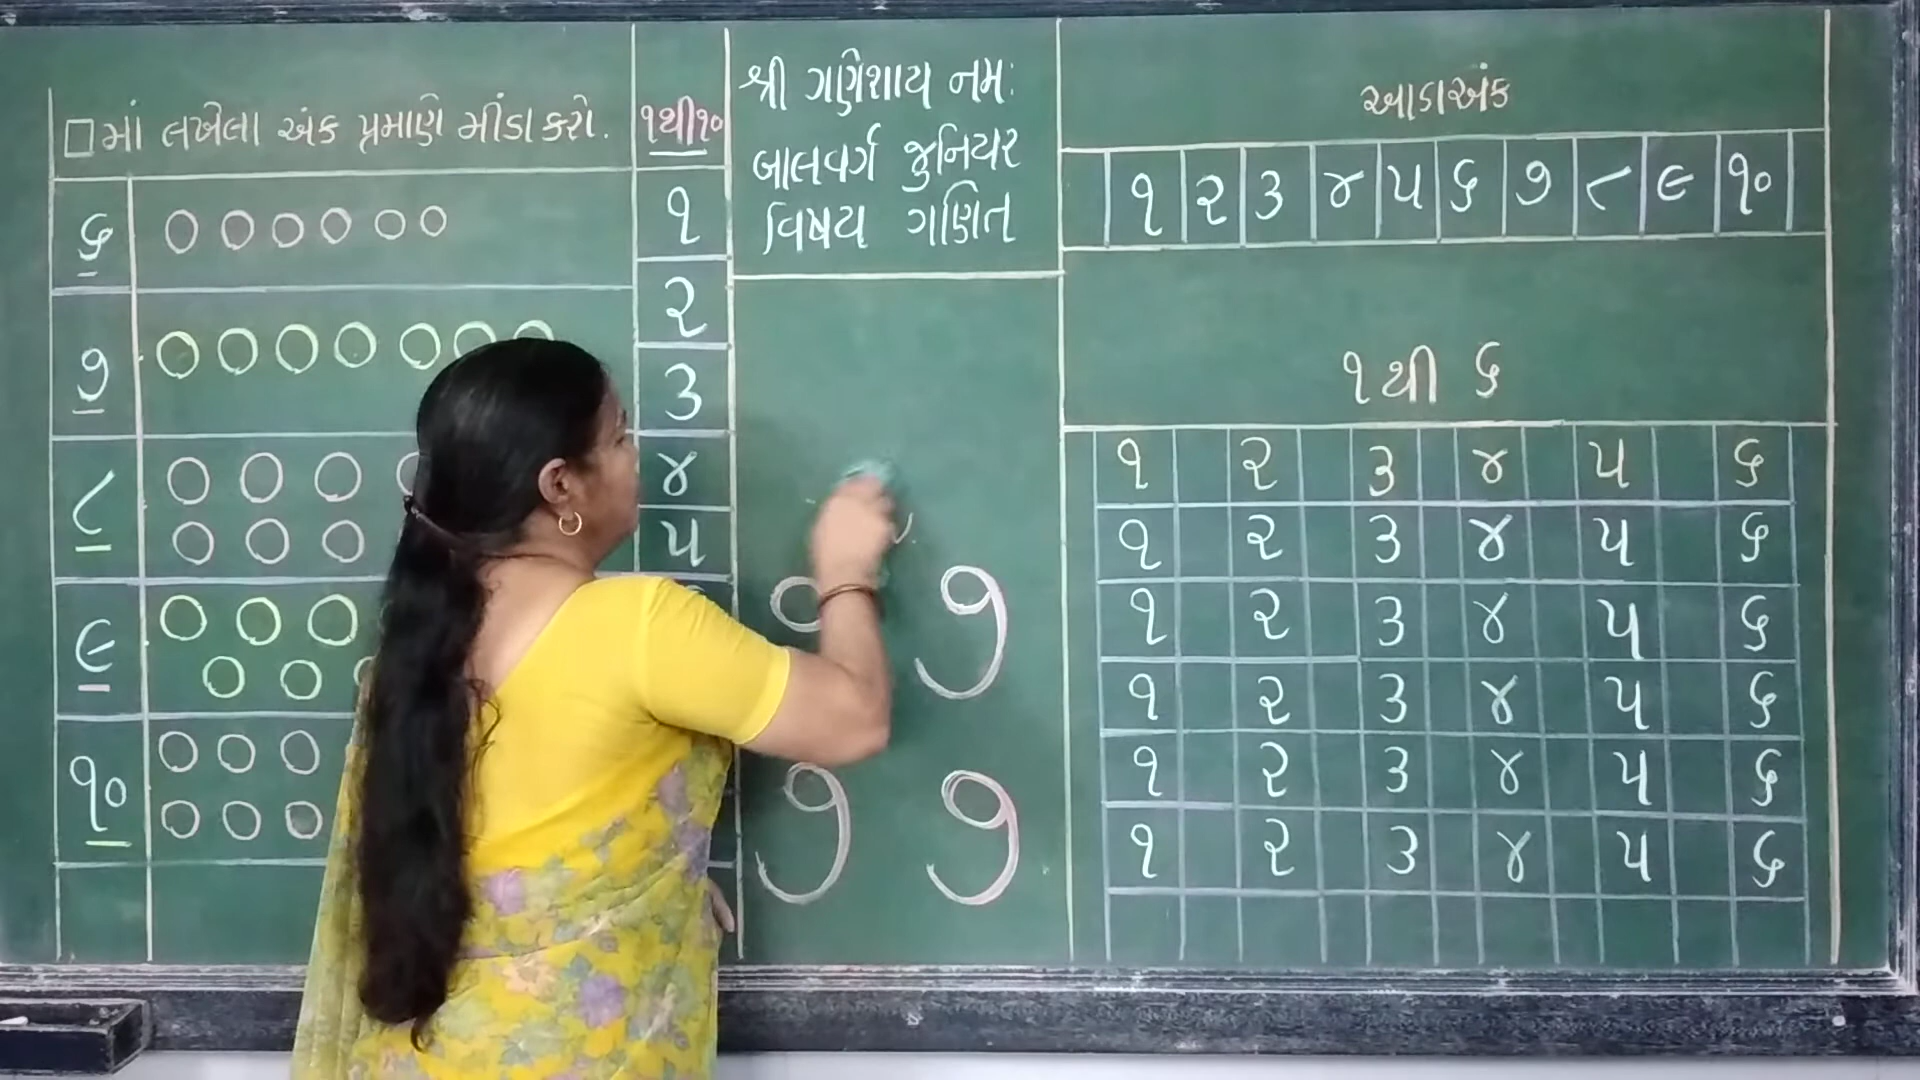 □માં લખેલા અંક પ્રમાણે મીંડા કરો.
૬
૭
૮
૯
૧૦
૧થી૧૦
૧
૨
૩
૪
૫
શ્રી ગણેશાય નમઃ
બાલવર્ગ જુનિયર
વિષય ગણિત
૭
૭ ૭
આડાઅંક
૧ ૨ ૩ ૪ ૫ ૬ ૭ ૮ ૯ ૧૦
૧થી ૬
૧ ૨ ૩ ૪ ૫ ૬
૧ ૨ ૩ ૪ ૫ ૬
૧ ૨ ૩ ૪ ૫ ૬
૧ ૨ ૩ ૪ ૫ ૬
૧ ૨ ૩ ૪ ૫ ૬
૧ ૨ ૩ ૪ ૫ ૬